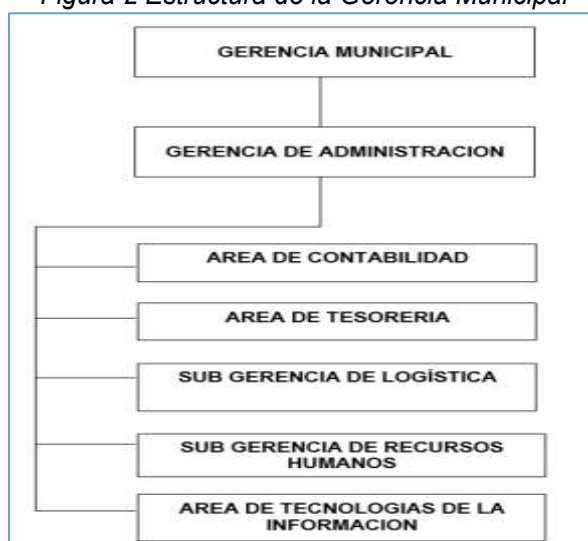 Figura 2 Estructura de la Gerencia Municipal
GERENCIA MUNICIPAL
GERENCIA DE ADMINISTRACION
AREA DE CONTABILIDAD
AREA DE TESORERIA
SUB GERENCIA DE LOGÍSTICA
SUB GERENCIA DE RECURSOS
HUMANOS
AREA DE TECNOLOGIAS DE LA
INFORMACION